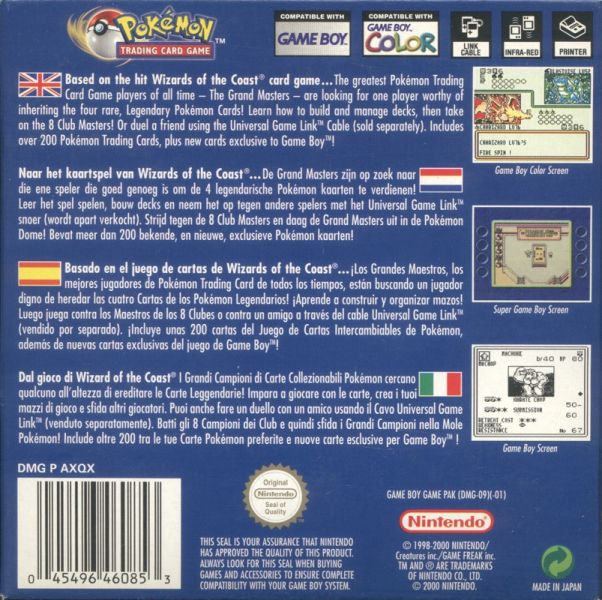 POKéMON
TRADING CARD GAME™
COMPATIBLE WITH
GAME BOY
COMPATIBLE WITH
GAME BOY
COLOR
LINK
CABLE
INFRA-RED
PRINTER
Based on the hit Wizards of the Coast® card game...The greatest Pokémon Trading
Card Game players of all time – The Grand Masters – are looking for one player worthy of
inheriting the four rare, Legendary Pokémon Cards! Learn how to build and manage decks, then take
on the 8 Club Masters! Or duel a friend using the Universal Game Link™ Cable (sold separately). Includes
over 200 Pokémon Trading Cards, plus new cards exclusive to Game Boy™!
CHARIZARD LV76
CHARIZARD LV76'S
FIRE SPIN !
Game Boy Color Screen
Naar het kaartspel van Wizards of the Coast®...De Grand Masters zijn op zoek naar
die ene speler die goed genoeg is om de 4 legendarische Pokémon kaarten te verdienen!
Leer het spel spelen, bouw decks en neem het op tegen andere spelers met het Universal Game Link™
snoer (wordt apart verkocht). Strijd tegen de 8 Club Masters en daag de Grand Masters uit in de Pokémon
Dome! Bevat meer dan 200 bekende, en nieuwe, exclusieve Pokémon kaarten!
Super Game Boy Screen
Basado en el juego de cartas de Wizards of the Coast®...¡Los Grandes Maestros, los
mejores jugadores de Pokémon Trading Card de todos los tiempos, están buscando un jugador
digno de heredar las cuatro Cartas de los Pokémon Legendarios! ¡Aprende a construir y organizar mazos!
Luego juega contra los Maestros de los 8 Clubes o contra un amigo a través del cable Universal Game Link™
(vendido por separado). ¡Incluye unas 200 cartas del Juego de Cartas Intercambiables de Pokémon,
además de nuevas cartas exclusivas del juego de Game Boy™!
MACHOKE
MACHAMP
KARATE CHOP
50-
SUBMISSION
60
RETREAT COST
WEAKNESS
RESISTANCE
No 67
Game Boy Screen
Dal gioco di Wizard of the Coast® I Grandi Campioni di Carte Collezionabili Pokémon cercano
qualcuno all'altezza di ereditare le Carte Leggendarie! Impara a giocare con le carte, crea i tuoi
mazzi di gioco e sfida altri giocatori. Puoi anche fare un duello con un amico usando il Cavo Universal Game
Link™ (venduto separatamente). Batti gli 8 Campioni dei Club e quindi sfida i Grandi Campioni nella Mole
Pokémon! Include oltre 200 tra le tue Carte Pokémon preferite e nuove carte esclusive per Game Boy™ !
DMG P AXQX
0 45496 46085 3
Original
Nintendo
Seal of
Quality
THIS SEAL IS YOUR ASSURANCE THAT NINTENDO
HAS APPROVED THE QUALITY OF THIS PRODUCT.
ALWAYS LOOK FOR THIS SEAL WHEN BUYING
GAMES AND ACCESSORIES TO ENSURE COMPLETE
COMPATIBILITY WITH YOUR GAME BOY SYSTEM.
GAME BOY GAME PAK (DMG-09)(-01)
Nintendo
© 1998-2000 NINTENDO/
Creatures inc./GAME FREAK inc.
TM AND ® ARE TRADEMARKS
OF NINTENDO CO., LTD.
© 2000 NINTENDO.
MADE IN JAPAN